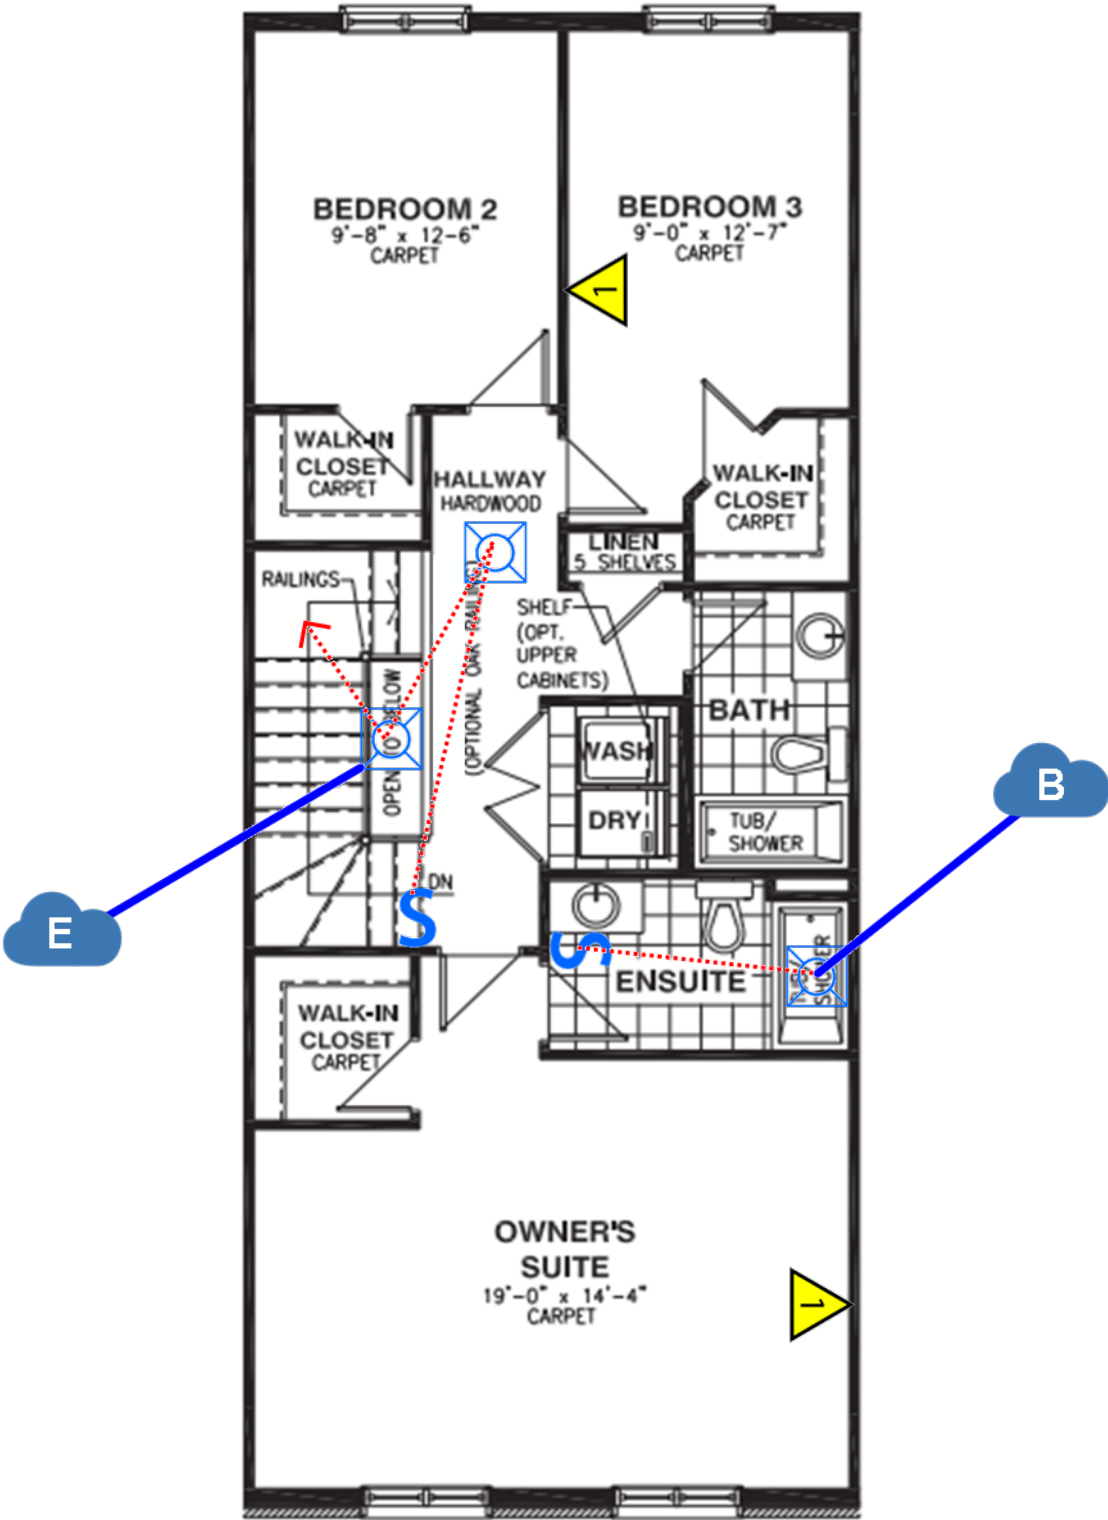 BEDROOM 2
9'-8" x 12'-6"
CARPET
BEDROOM 3
9'-0" x 12'-7"
CARPET
1
WALK-IN
CLOSET
CARPET
HALLWAY
HARDWOOD
WALK-IN
CLOSET
CARPET
LINEN
5 SHELVES
RAILINGS
(OPTIONAL OAK RAILING)
SHELF
(OPT.
UPPER
CABINETS)
OPEN TO BELOW
BATH
WASH
DRY
TUB/
SHOWER
B
DN
S
E
S
ENSUITE
TUB/
SHOWER
WALK-IN
CLOSET
CARPET
OWNER'S
SUITE
19'-0" x 14'-4"
CARPET
1